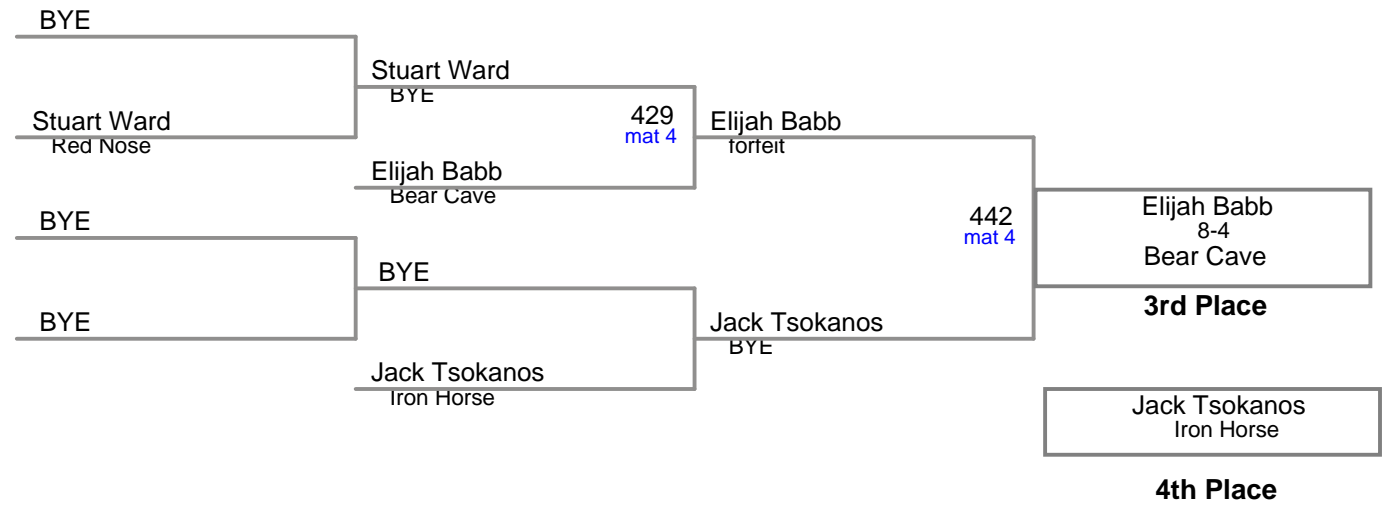 BYE
Stuart Ward
BYE
Stuart Ward
Red Nose
429
mat 4
Elijah Babb
forfeit
Elijah Babb
Bear Cave
BYE
442
mat 4
Elijah Babb
8-4
Bear Cave
BYE
3rd Place
BYE
Jack Tsokanos
BYE
Jack Tsokanos
Iron Horse
Jack Tsokanos
Iron Horse
4th Place